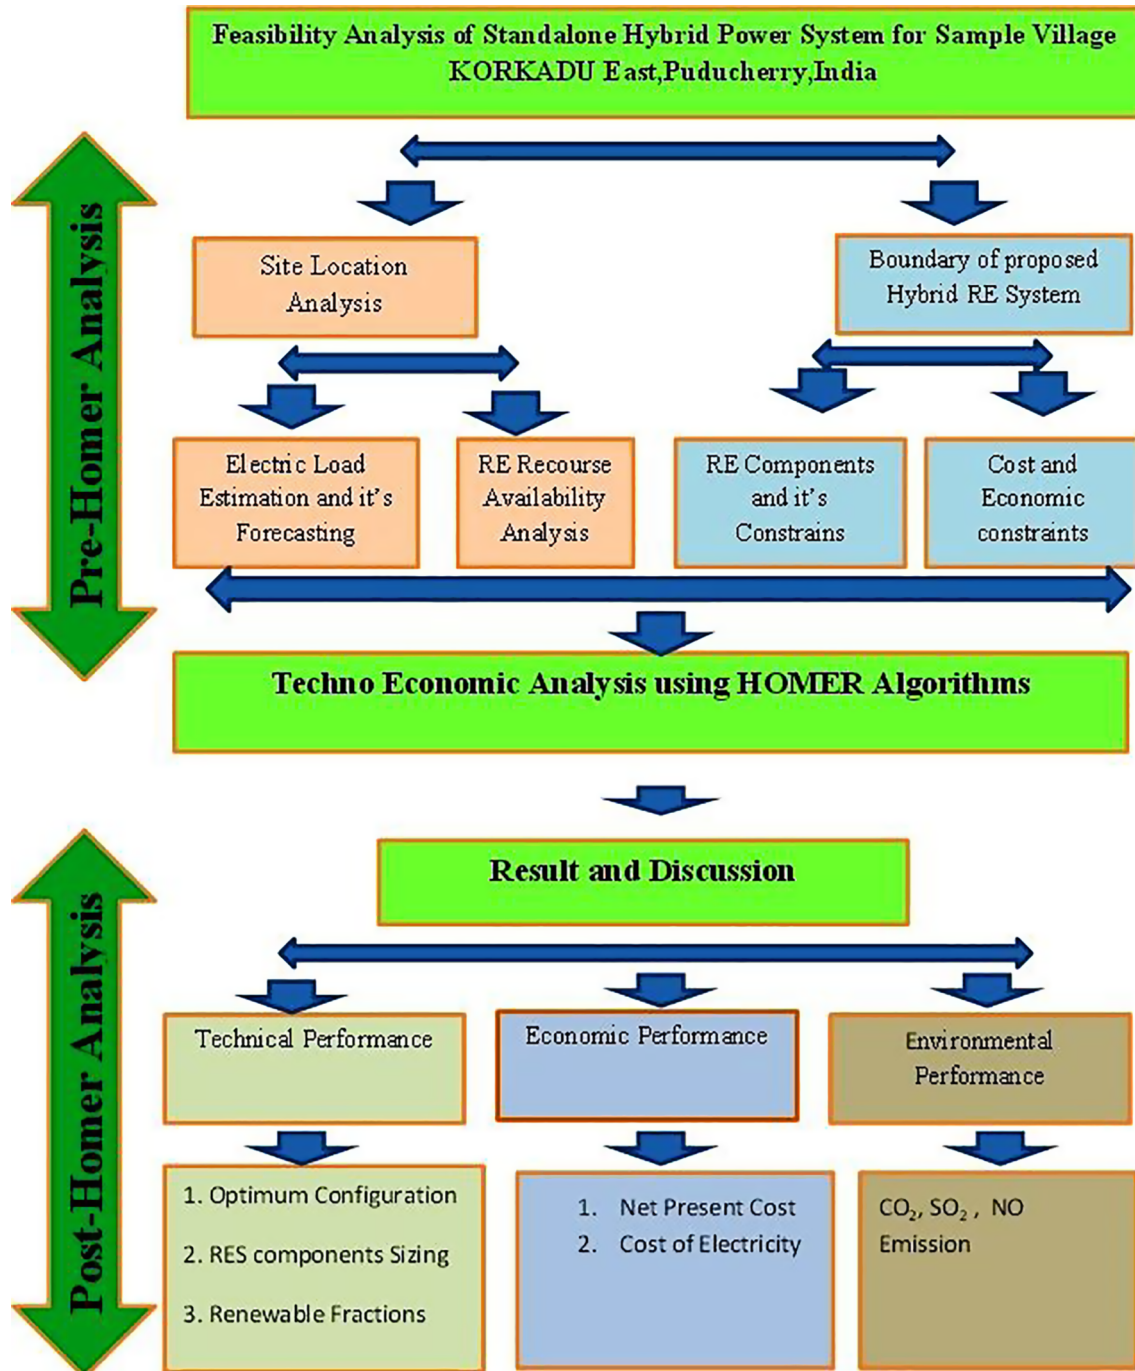 Feasibility Analysis of Standalone Hybrid Power System for Sample Village
KORKADU East,Puducherry,India
Pre-Homer Analysis
Site Location
Analysis
Boundary of proposed
Hybrid RE System
Electric Load
Estimation and it's
Forecasting
RE Recourse
Availability
Analysis
RE Components
and it's
Constrains
Cost and
Economic
constraints
Techno Economic Analysis using HOMER Algorithms
Post-Homer Analysis
Result and Discussion
Technical Performance
Economic Performance
Environmental
Performance
1. Optimum Configuration
2. RES components Sizing
3. Renewable Fractions
1. Net Present Cost
2. Cost of Electricity
CO₂, SO₂ , NO
Emission